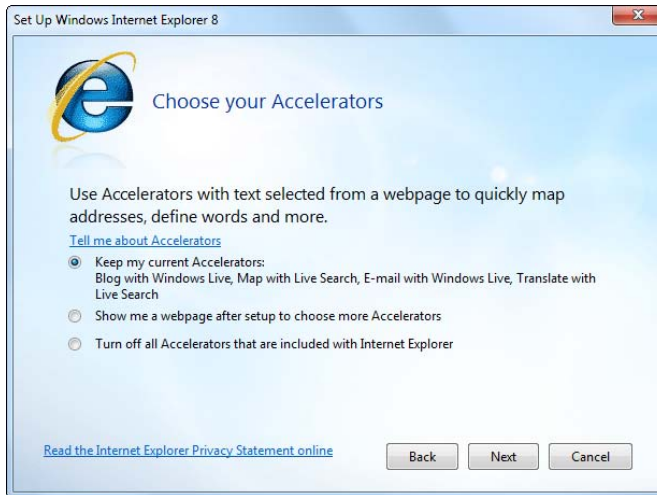 Set Up Windows Internet Explorer 8
Choose your Accelerators
Use Accelerators with text selected from a webpage to quickly map
addresses, define words and more.
Tell me about Accelerators
Keep my current Accelerators:
Blog with Windows Live, Map with Live Search, E-mail with Windows Live, Translate with
Live Search
Show me a webpage after setup to choose more Accelerators
Turn off all Accelerators that are included with Internet Explorer
Read the Internet Explorer Privacy Statement online
Back Next Cancel